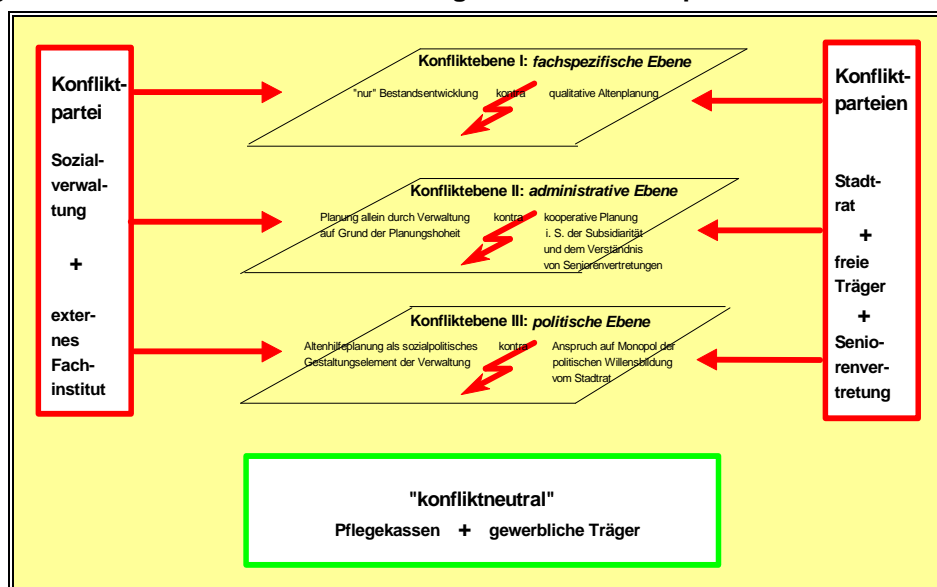 Konflikt-
partei
Sozial-
verwal-
tung
+
exter-
nes
Fach-
institut
Konfliktebene I: fachspezifische Ebene
"nur" Bestandsentwicklung kontra qualitative Altenplanung
Konfliktebene II: administrative Ebene
Planung allein durch Verwaltung kontra kooperative Planung
auf Grund der Planungshoheit i. S. der Subsidiarität
und dem Verständnis
von Seniorenvertretungen
Konfliktebene III: politische Ebene
Altenhilfeplanung als sozialpolitisches kontra Anspruch auf Monopol der
Gestaltungselement der Verwaltung politischen Willensbildung
vom Stadtrat
Konflikt-
parteien
Stadt-
rat
+
freie
Träger
+
Senio-
renver-
tretung
"konfliktneutral"
Pflegekassen + gewerbliche Träger